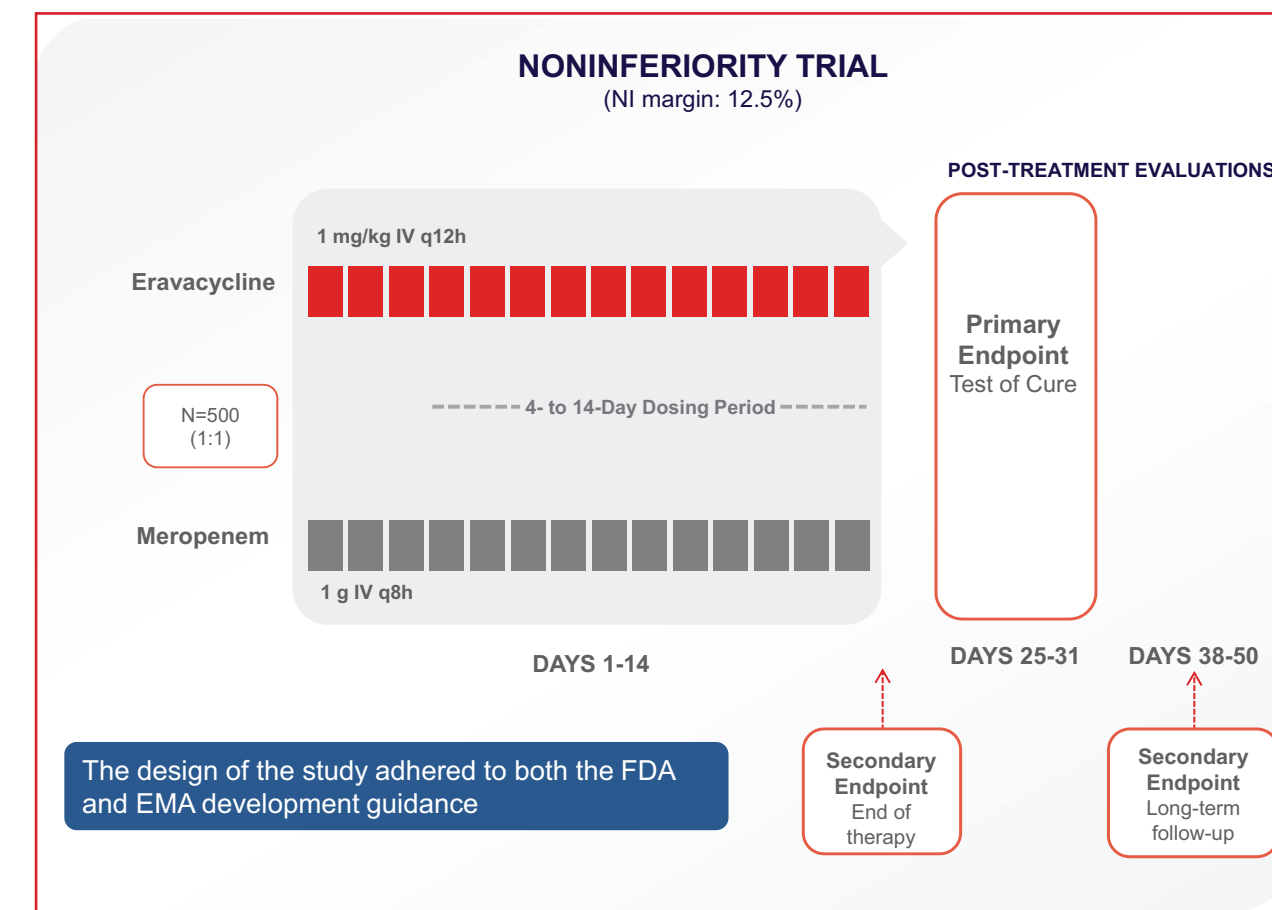 NONINFERIORITY TRIAL
(NI margin: 12.5%)
POST-TREATMENT EVALUATIONS
1 mg/kg IV q12h
Eravacycline
Primary
Endpoint
Test of Cure
4- to 14-Day Dosing Period
N=500
(1:1)
Meropenem
1 g IV q8h
DAYS 1-14
DAYS 25-31
DAYS 38-50
The design of the study adhered to both the FDA
and EMA development guidance
Secondary
Endpoint
End of
therapy
Secondary
Endpoint
Long-term
follow-up